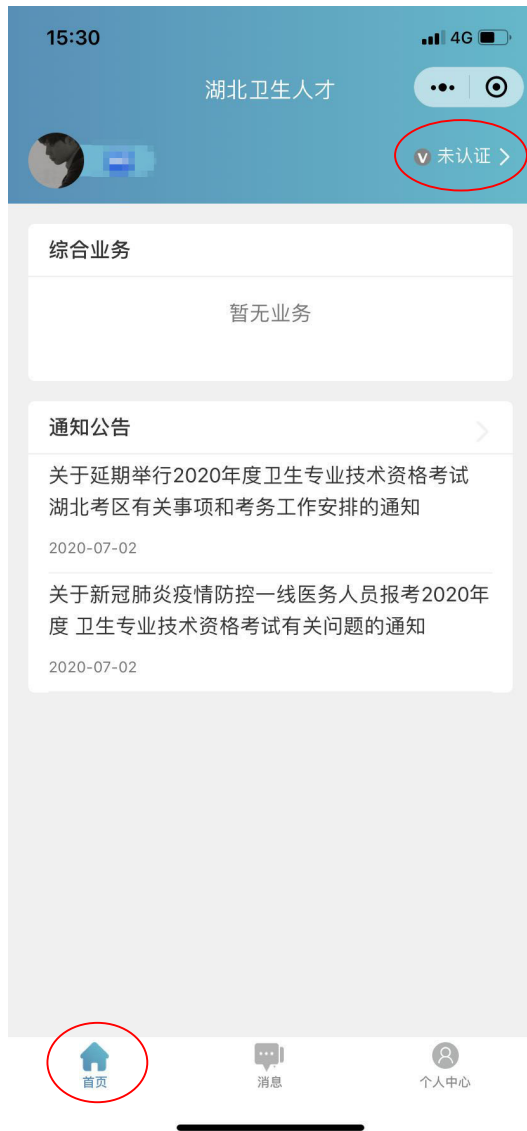 15:30
4G
湖北卫生人才
V 未认证
综合业务
暂无业务
通知公告
关于延期举行2020年度卫生专业技术资格考试
湖北考区有关事项和考务工作安排的通知
2020-07-02
关于新冠肺炎疫情防控一线医务人员报考2020年
度 卫生专业技术资格考试有关问题的通知
2020-07-02
首页
消息
个人中心